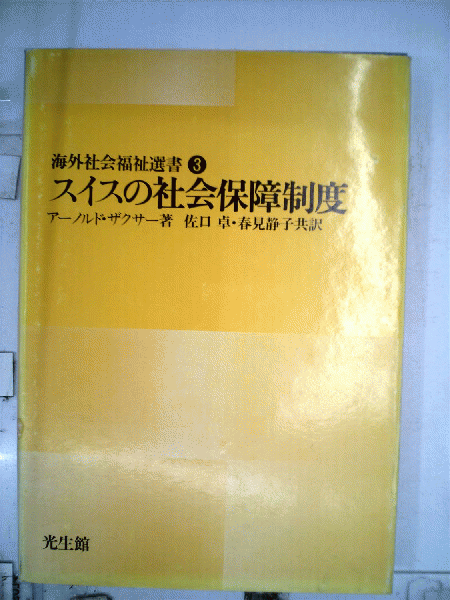 海外社会福祉選書❸
スイスの社会保障制度
アーノルド・ザクサー著 佐口 卓・春見静子共訳
光生館